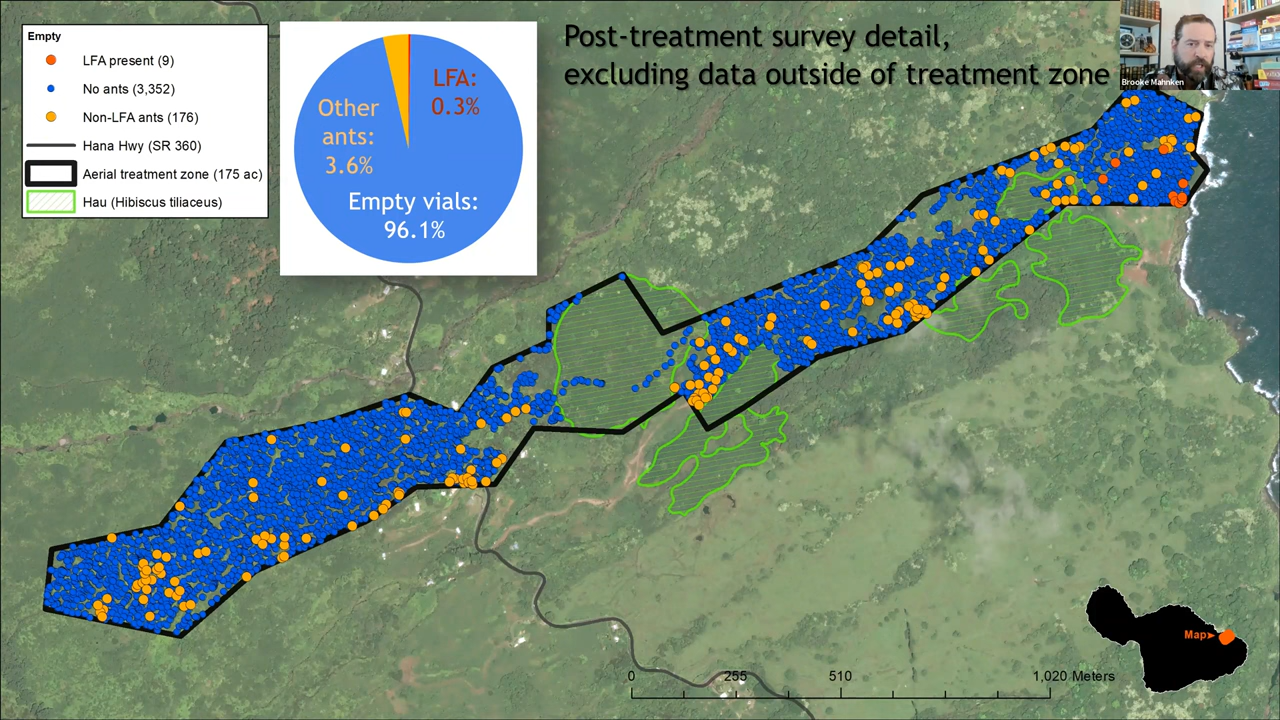 Empty
LFA present (9)
No ants (3,352)
Non-LFA ants (176)
Hana Hwy (SR 360)
Aerial treatment zone (175 ac)
Hau (Hibiscus tiliaceus)
LFA:
0.3%
Other
ants:
3.6%
Empty vials:
96.1%
Post-treatment survey detail,
excluding data outside of treatment zone
Brooke Mahnken
Map
0 255 510 1,020 Meters